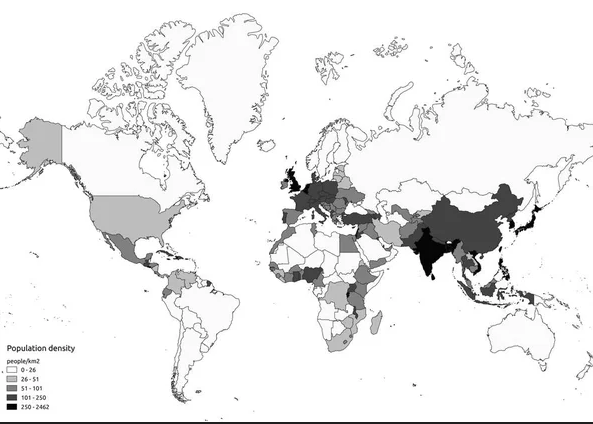 Population density
people/km2
0 - 26
26 - 51
51 - 101
101 - 250
250 - 2462